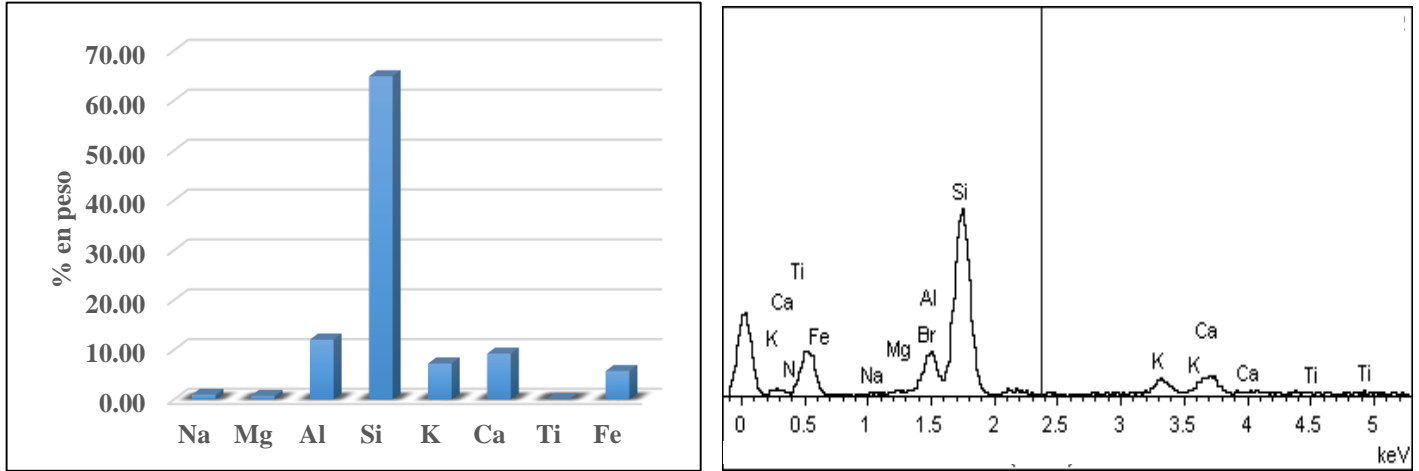 70.00
60.00
50.00
40.00
30.00
20.00
10.00
0.00
% en peso
Na Mg Al Si K Ca Ti Fe
Si
Ti
Ca
Al
Ca
K
Fe
Br
N
Mg
Na
K
K
Ca
Ti
Ti
0 0.5 1 1.5 2 2.5 3 3.5 4 4.5 5
keV